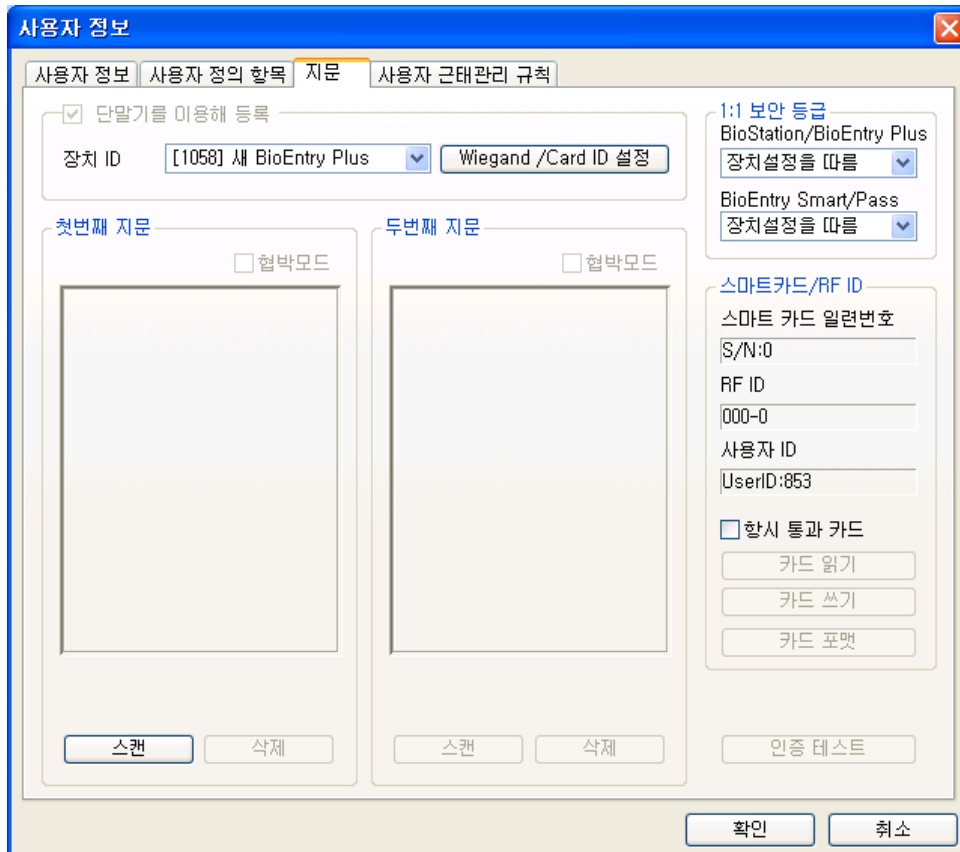 사용자 정보
사용자 정보 사용자 정의 항목 지문 사용자 근태관리 규칙
단말기를 이용해 등록
장치 ID [1058] 새 BioEntry Plus Wiegand /Card ID 설정
1:1 보안 등급
BioStation/BioEntry Plus
장치설정을 따름
BioEntry Smart/Pass
장치설정을 따름
첫번째 지문
협박모드
두번째 지문
협박모드
스마트카드/RF ID
스마트 카드 일련번호
S/N:0
RF ID
000-0
사용자 ID
UserID:853
항시 통과 카드
카드 읽기
카드 쓰기
카드 포맷
스캔 삭제 스캔 삭제 인증 테스트
확인 취소